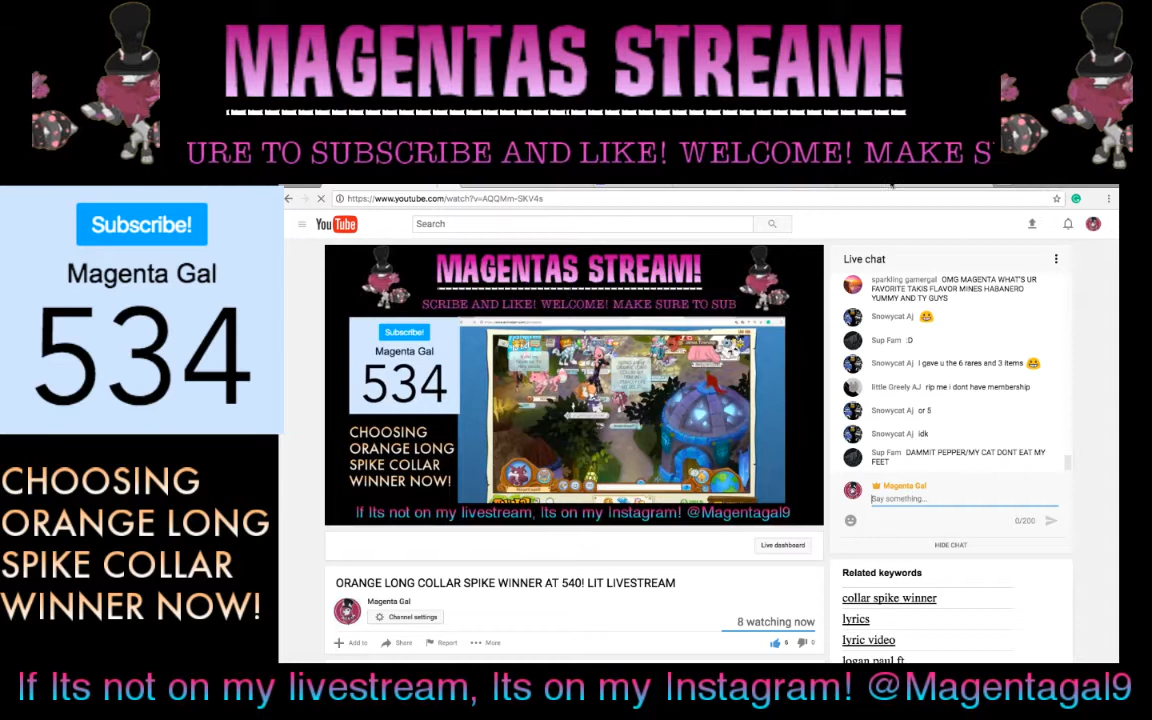 MAGENTAS STREAM!
URE TO SUBSCRIBE AND LIKE! WELCOME! MAKE S
Subscribe!
Magenta Gal
534
CHOOSING
ORANGE LONG
SPIKE COLLAR
WINNER NOW!
https://www.youtube.com/watch?v=AQQMm-SKV4s
YouTube
Search
MAGENTAS STREAM!
SCRIBE AND LIKE! WELCOME! MAKE SURE TO SUB
Subscribe!
Magenta Gal
534
CHOOSING
ORANGE LONG
SPIKE COLLAR
WINNER NOW!
If Its not on my livestream, Its on my Instagram! @Magentagal9
Live dashboard
ORANGE LONG COLLAR SPIKE WINNER AT 540! LIT LIVESTREAM
Magenta Gal
Channel settings
8 watching now
Add to
Share
Report
More
6
0
Live chat
sparkling gamergal OMG MAGENTA WHAT'S UR
FAVORITE TAKIS FLAVOR MINES HABANERO
YUMMY AND TY GUYS
Snowycat Aj
Sup Fam :D
Snowycat Aj I gave u the 6 rares and 3 items
little Greely AJ rip me i dont have membership
Snowycat Aj or 5
Snowycat Aj idk
Sup Fam DAMMIT PEPPER/MY CAT DONT EAT MY
FEET
Magenta Gal
Say something...
0/200
HIDE CHAT
Related keywords
collar spike winner
lyrics
lyric video
logan paul ft
If Its not on my livestream, Its on my Instagram! @Magentagal9